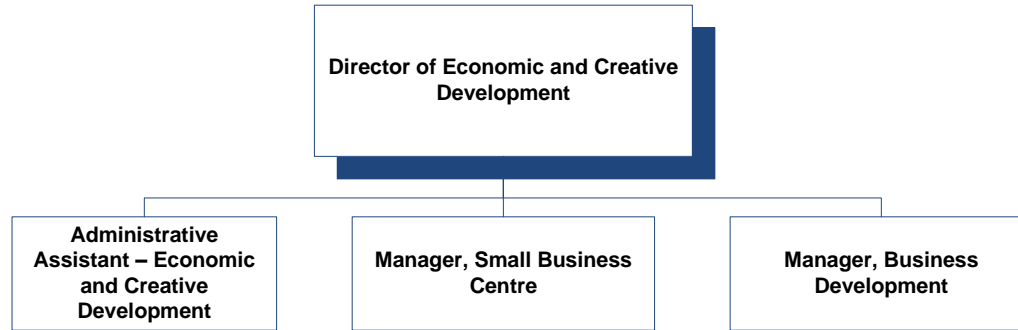 Director of Economic and Creative
Development
Administrative
Assistant – Economic
and Creative
Development
Manager, Small Business
Centre
Manager, Business
Development